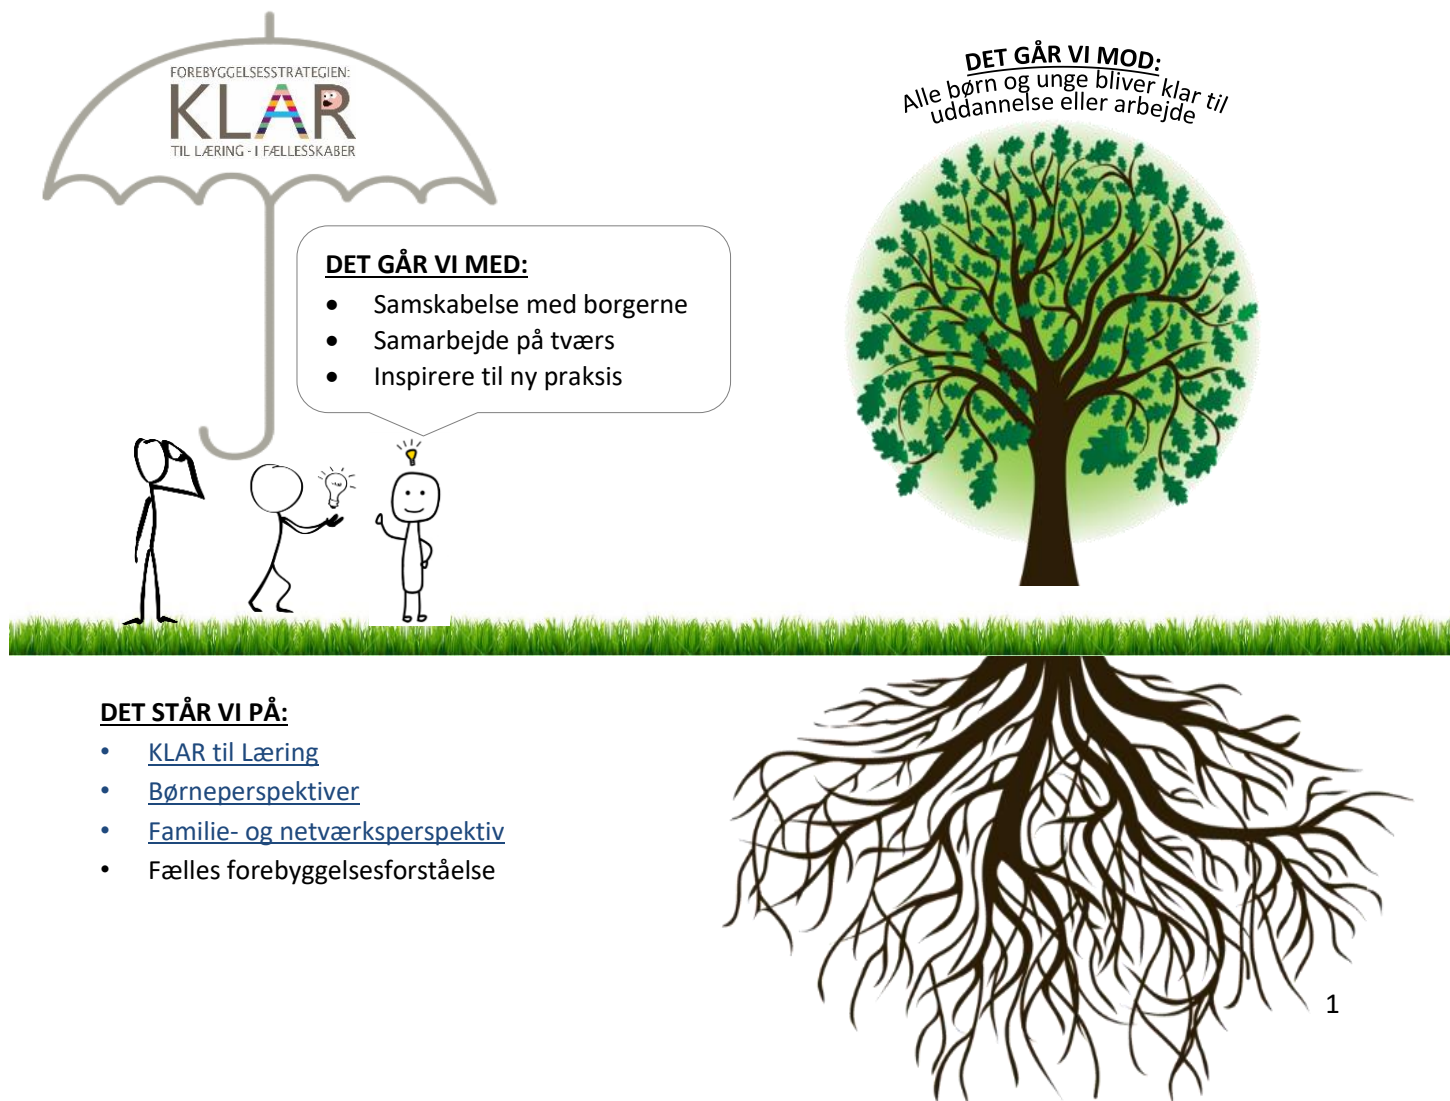 FOREBYGGELSESSTRATEGIEN:
KLAR
TIL LÆRING - I FÆLLESSKABER
DET GÅR VI MOD:
Alle børn og unge bliver klar til
uddannelse eller arbejde
DET GÅR VI MED:
• Samskabelse med borgerne
• Samarbejde på tværs
• Inspirere til ny praksis
DET STÅR VI PÅ:
• KLAR til Læring
• Børneperspektiver
• Familie- og netværksperspektiv
• Fælles forebyggelsesforståelse
1